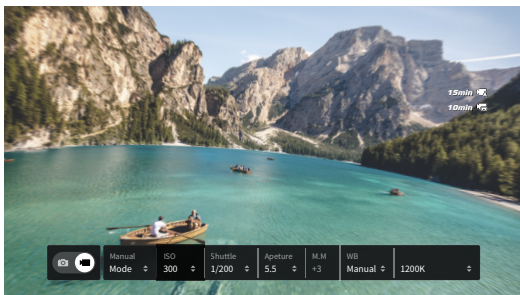 15min
10min
Manual ISO Shuttle Apeture M.M WB
Mode 300 1/200 5.5 +3 Manual 1200K